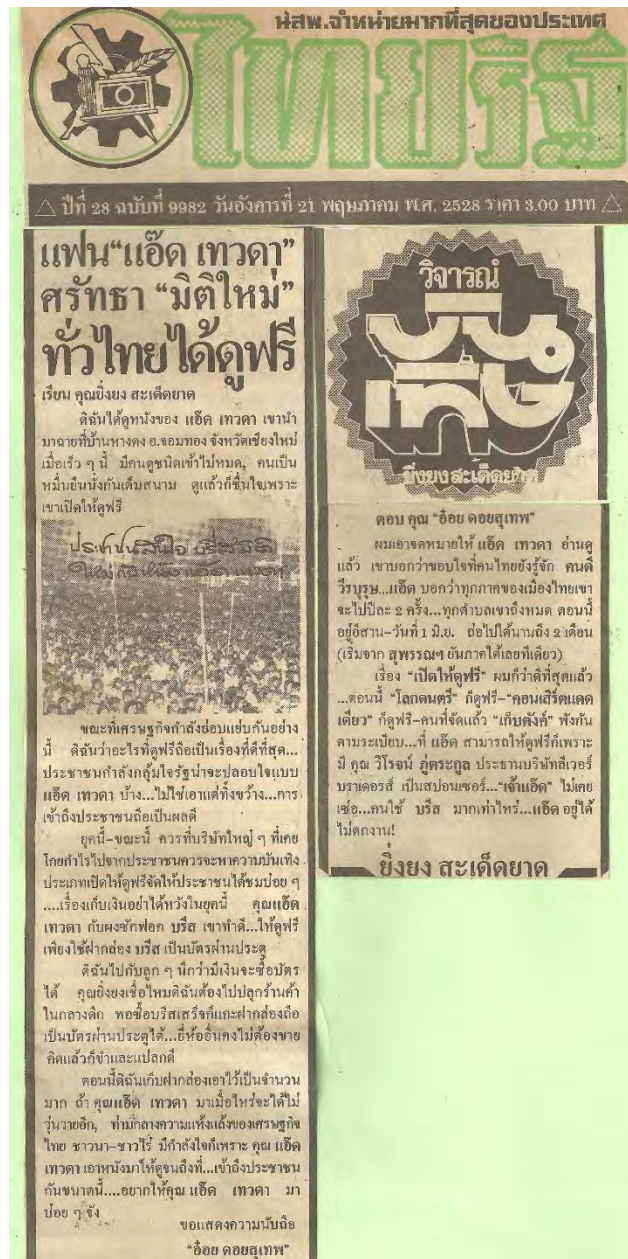 นสพ.จำหน่ายมากที่สุดของประเทศ
ไทยรัฐ
ปีที่ 28 ฉบับที่ 9982 วันอังคารที่ 21 พฤษภาคม พ.ศ. 2528 ราคา 3.00 บาท
แฟน“แอ๊ด เทวดา”
ศรัทธา “มิติใหม่”
ทั่วไทยได้ดูฟรี
เรียน คุณยิ่งยง สะเด็ดยาด
ดิฉันได้ดูหนังของ แอ๊ด เทวดา เขานำ
มาฉายที่บ้านหางดง อ.จอมทอง จังหวัดเชียงใหม่
เมื่อเร็ว ๆ นี้ มีคนดูชนิดเข้าไม่หมด, คนเป็น
หมื่นยืนนั่งกันเต็มสนาม ดูแล้วก็ชื่นใจเพราะ
เขาเปิดให้ดูฟรี
ประชาชนสนใจ บรีสมิติ
ใหม่กับหนัง แอ๊ด เทวดา
ขณะที่เศรษฐกิจกำลังย่อบแย่บกันอย่าง
นี้ ดิฉันว่าอะไรที่ดูฟรีถือเป็นเรื่องที่ดีที่สุด...
ประชาชนกำลังกลุ้มใจรัฐน่าจะปลอบใจแบบ
แอ๊ด เทวดา บ้าง...ไม่ใช่เอาแต่ทิ้งขว้าง...การ
เข้าถึงประชาชนถือเป็นผลดี
ยุคนี้-ขณะนี้ ควรที่บริษัทใหญ่ ๆ ที่เคย
โกยกำไรไปจากประชาชนควรจะหาความบันเทิง
ประเภทเปิดให้ดูฟรีจัดให้ประชาชนได้ชมบ่อย ๆ
....เรื่องเก็บเงินอย่าได้หวังในยุคนี้ คุณแอ๊ด
เทวดา กับผงซักฟอก บรีส เขาทำดี...ให้ดูฟรี
เพียงใช้ฝากล่อง บรีส เป็นบัตรผ่านประตู
ดิฉันไปกับลูก ๆ นึกว่ามีเงินจะซื้อบัตร
ได้ คุณยิ่งยงเชื่อไหมดิฉันต้องไปปลุกร้านค้า
ในกลางดึก พอซื้อบรีสเสร็จก็แกะฝากล่องถือ
เป็นบัตรผ่านประตูได้...ยี่ห้ออื่นคงไม่ต้องขาย
คิดแล้วก็ขำและแปลกดี
ตอนนี้ดิฉันเก็บฝากล่องเอาไว้เป็นจำนวน
มาก ถ้า คุณแอ๊ด เทวดา มาเมื่อไหร่จะได้ไม่
วุ่นวายอีก, ท่ามกลางความแห้งแล้งของเศรษฐกิจ
ไทย ชาวนา-ชาวไร่ มีกำลังใจก็เพราะ คุณ แอ๊ด
เทวดา เอาหนังมาให้ดูจนถึงที่...เข้าถึงประชาชน
กันขนาดนี้....อยากให้คุณ แอ๊ด เทวดา มา
บ่อย ๆ จัง
ขอแสดงความนับถือ
“อ๋อย ดอยสุเทพ”
วิจารณ์
บันเทิง
ยิ่งยง สะเด็ดยาด
ตอบ คุณ “อ๋อย ดอยสุเทพ”
ผมเอาจดหมายให้ แอ๊ด เทวดา อ่านดู
แล้ว เขาบอกว่าขอบใจที่คนไทยยังรู้จัก คนดี
วีรบุรุษ...แอ๊ด บอกว่าทุกภาคของเมืองไทยเขา
จะไปปีละ 2 ครั้ง...ทุกตำบลเขาถึงหมด ตอนนี้
อยู่อีสาน-วันที่ 1 มิ.ย. ล่อไปใต้นานถึง 2 เดือน
(เริ่มจาก สุพรรณฯ ยันภาคใต้เลยทีเดียว)
เรื่อง “เปิดให้ดูฟรี” ผมก็ว่าดีที่สุดแล้ว
...ตอนนี้ “โลกดนตรี” ก็ดูฟรี-“คอนเสิร์ตแดด
เดียว” ก็ดูฟรี-คนที่จัดแล้ว “เก็บตังค์” พังกัน
ตามระเบียบ...ที่ แอ๊ด สามารถให้ดูฟรีก็เพราะ
มี คุณ วิโรจน์ ภู่ตระกูล ประธานบริษัทลีเวอร์
บราเดอรส์ เป็นสปอนเซอร์...“เจ้าแอ๊ด” ไม่เคย
เซ่อ...คนใช้ บรีส มากเท่าไหร่...แอ๊ด อยู่ได้
ไม่ตกงาน!
ยิ่งยง สะเด็ดยาด